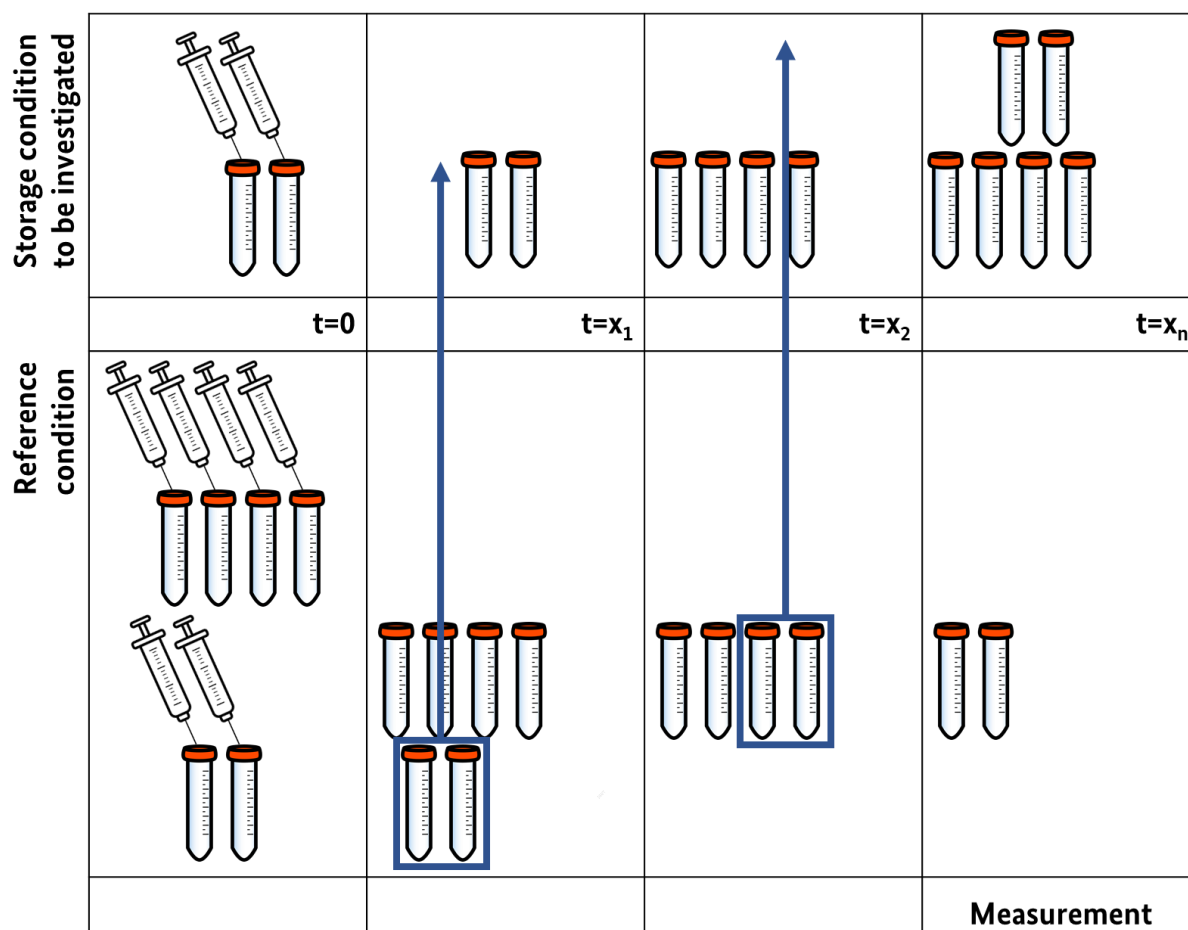 Storage condition
to be investigated
t=0
t=x₁
t=x₂
t=xₙ
Reference
condition
Measurement